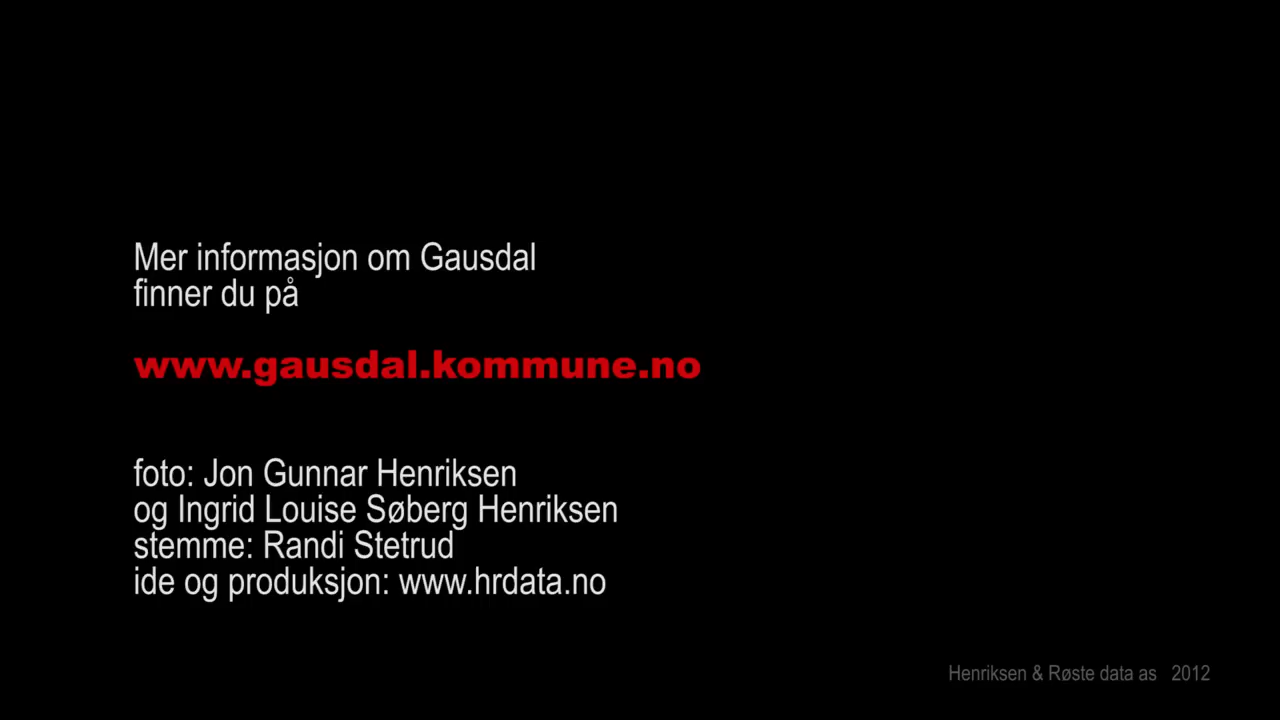 Mer informasjon om Gausdal
finner du på
www.gausdal.kommune.no
foto: Jon Gunnar Henriksen
og Ingrid Louise Søberg Henriksen
stemme: Randi Stetrud
ide og produksjon: www.hrdata.no
Henriksen & Røste data as 2012